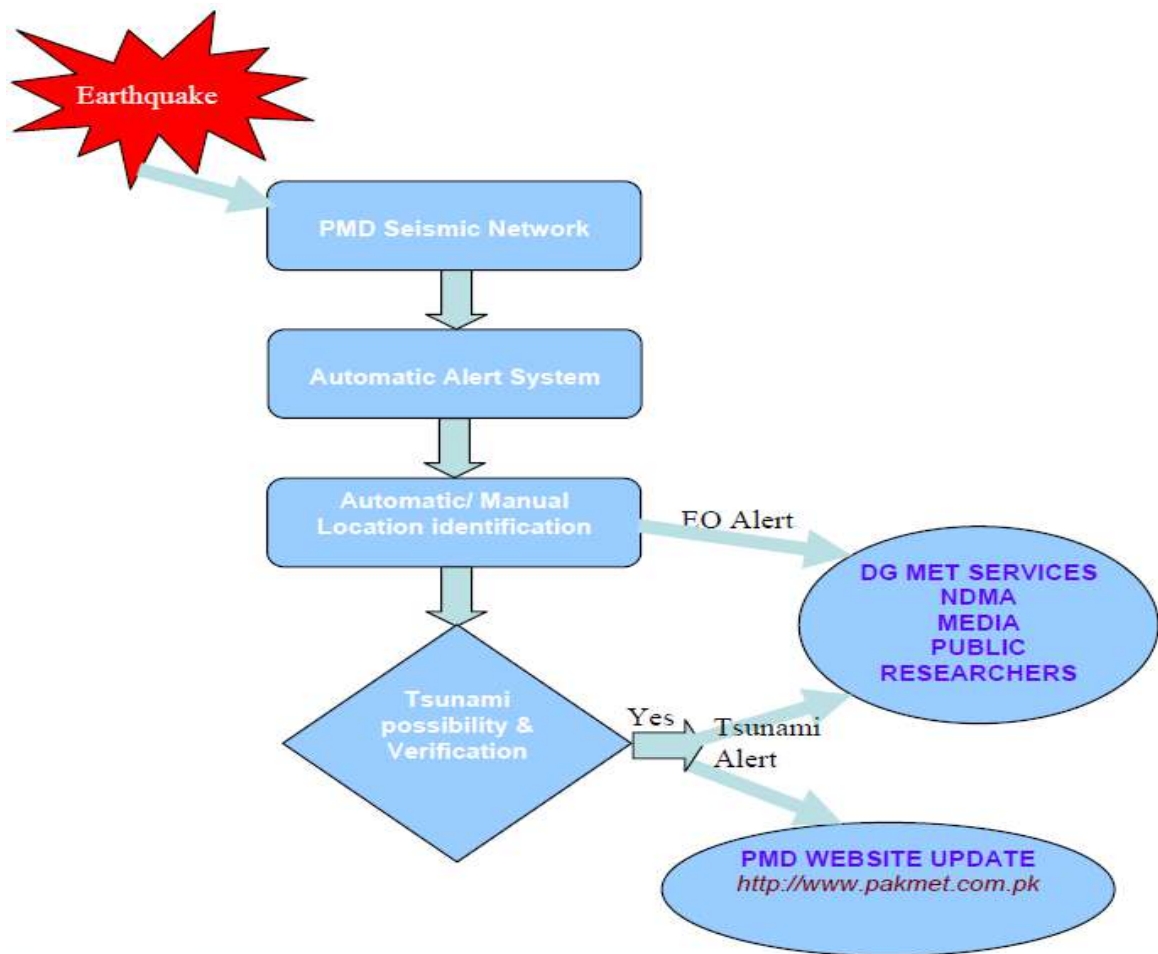 Earthquake
PMD Seismic Network
Automatic Alert System
Automatic/ Manual
Location identification
EO Alert
DG MET SERVICES
NDMA
MEDIA
PUBLIC
RESEARCHERS
Tsunami
possibility &
Verification
Yes
Tsunami
Alert
PMD WEBSITE UPDATE
http://www.pakmet.com.pk